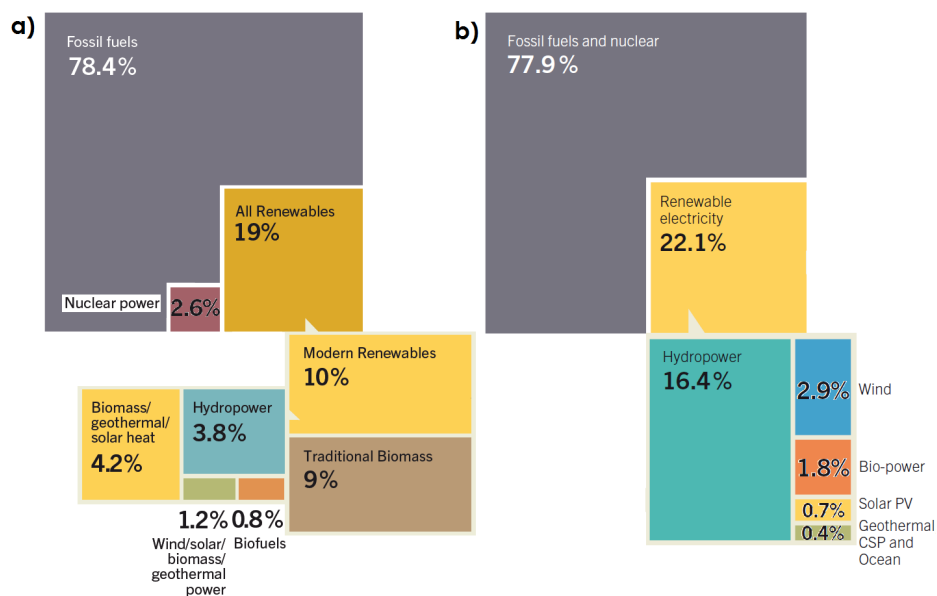 a)
Fossil fuels
78.4%
All Renewables
19%
Nuclear power
2.6%
Modern Renewables
10%
Biomass/
geothermal/
solar heat
4.2%
Hydropower
3.8%
Traditional Biomass
9%
1.2%
Wind/solar/
biomass/
geothermal
power
0.8%
Biofuels
b)
Fossil fuels and nuclear
77.9%
Renewable
electricity
22.1%
Hydropower
16.4%
2.9%
Wind
1.8%
Bio-power
0.7%
Solar PV
0.4%
Geothermal
CSP and
Ocean